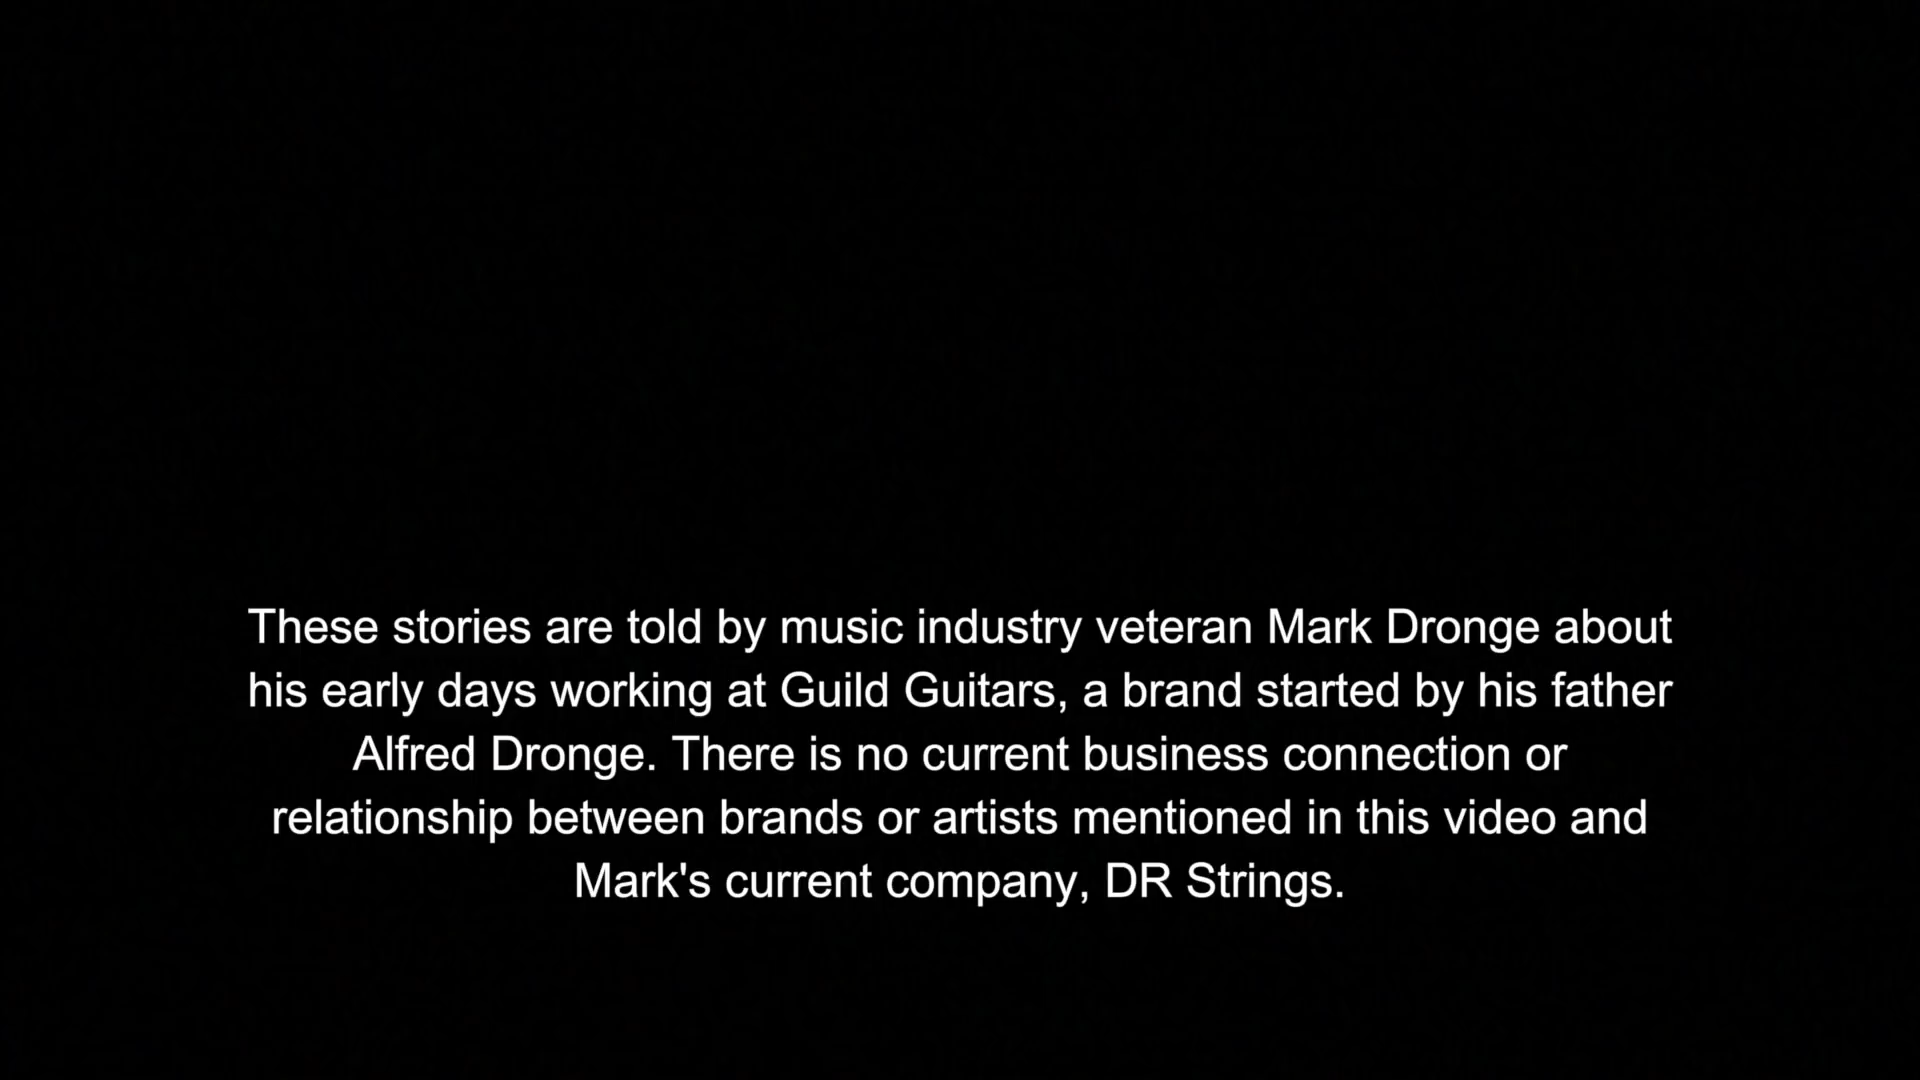 These stories are told by music industry veteran Mark Dronge about
his early days working at Guild Guitars, a brand started by his father
Alfred Dronge. There is no current business connection or
relationship between brands or artists mentioned in this video and
Mark's current company, DR Strings.